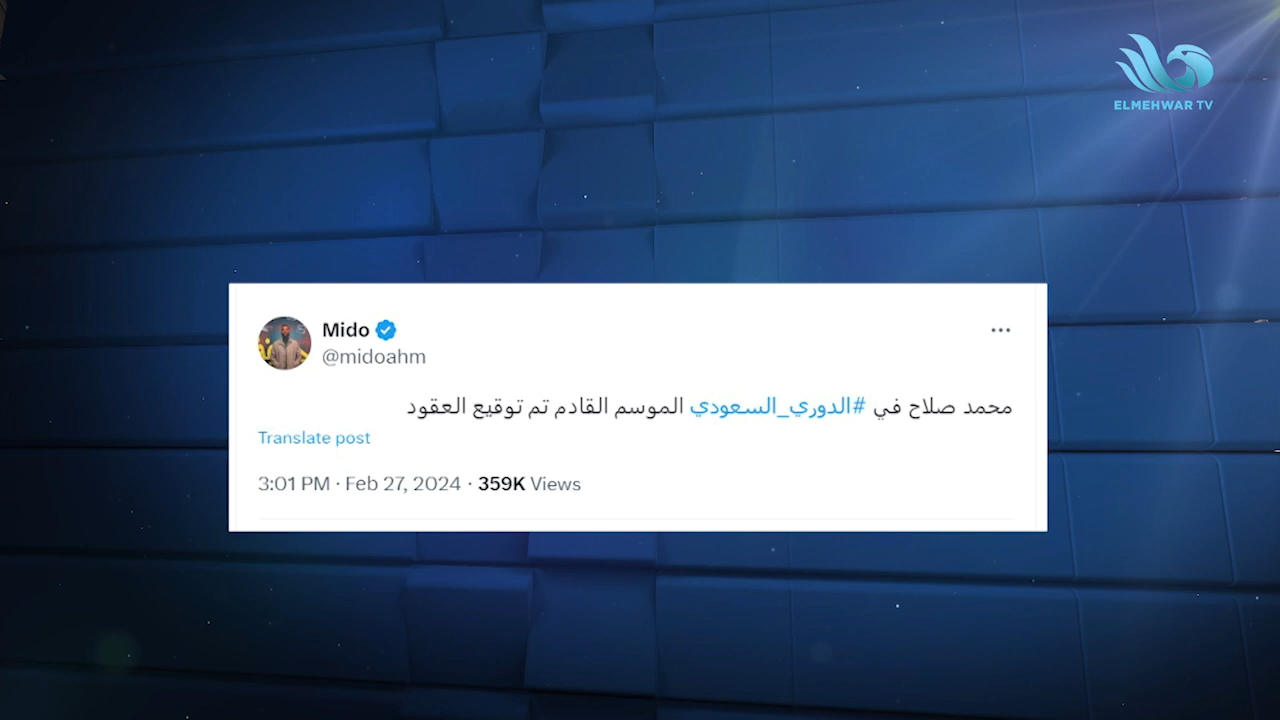 ELMEHWAR TV
Mido
@midoahm
محمد صلاح في #الدوري_السعودي الموسم القادم تم توقيع العقود
Translate post
3:01 PM · Feb 27, 2024 · 359K Views